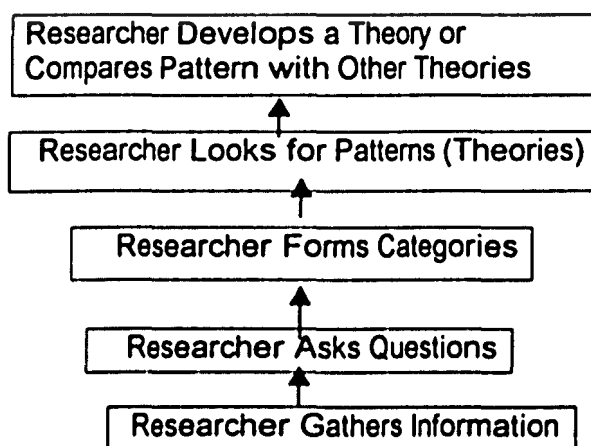 Researcher Develops a Theory or
Compares Pattern with Other Theories
Researcher Looks for Patterns (Theories)
Researcher Forms Categories
Researcher Asks Questions
Researcher Gathers Information